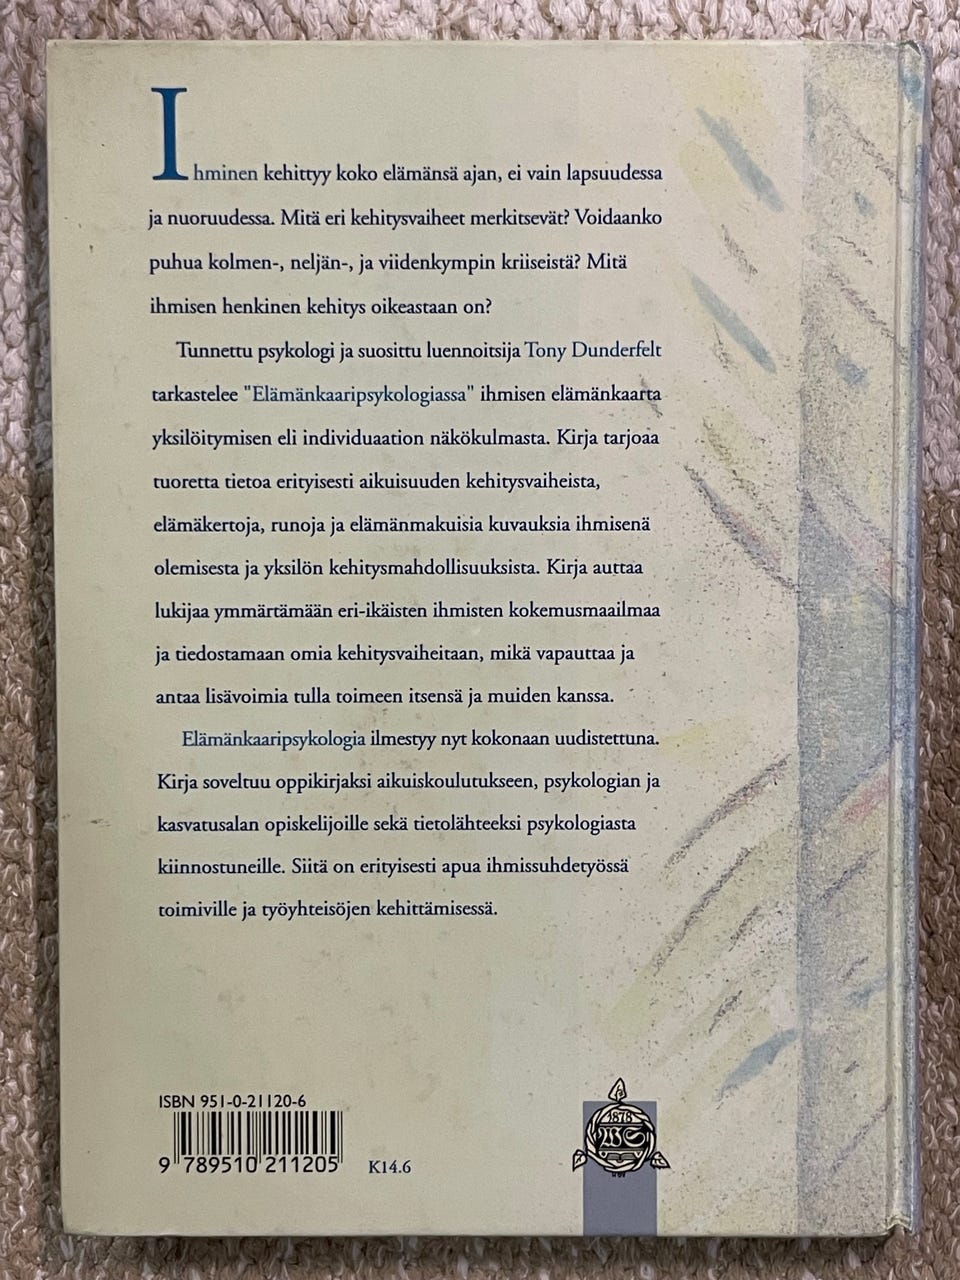 Ihminen kehittyy koko elämänsä ajan, ei vain lapsuudessa
ja nuoruudessa. Mitä eri kehitysvaiheet merkitsevät? Voidaanko
puhua kolmen-, neljän-, ja viidenkympin kriiseistä? Mitä
ihmisen henkinen kehitys oikeastaan on?
Tunnettu psykologi ja suosittu luennoitsija Tony Dunderfelt
tarkastelee "Elämänkaaripsykologiassa" ihmisen elämänkaarta
yksilöitymisen eli individuaation näkökulmasta. Kirja tarjoaa
tuoretta tietoa erityisesti aikuisuuden kehitysvaiheista,
elämäkertoja, runoja ja elämänmakuisia kuvauksia ihmisenä
olemisesta ja yksilön kehitysmahdollisuuksista. Kirja auttaa
lukijaa ymmärtämään eri-ikäisten ihmisten kokemusmaailmaa
ja tiedostamaan omia kehitysvaiheitaan, mikä vapauttaa ja
antaa lisävoimia tulla toimeen itsensä ja muiden kanssa.
Elämänkaaripsykologia ilmestyy nyt kokonaan uudistettuna.
Kirja soveltuu oppikirjaksi aikuiskoulutukseen, psykologian ja
kasvatusalan opiskelijoille sekä tietolähteeksi psykologiasta
kiinnostuneille. Siitä on erityisesti apua ihmissuhdetyössä
toimiville ja työyhteisöjen kehittämisessä.
ISBN 951-0-21120-6
9 789510 211205
K14.6
1878
WS